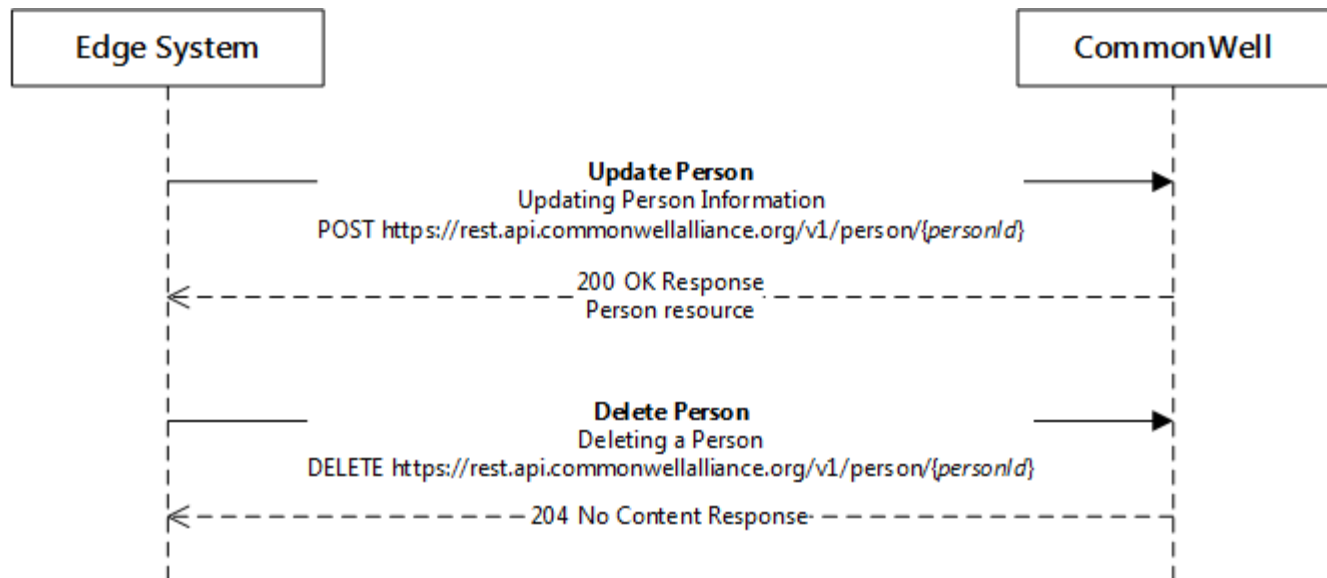 Edge System
CommonWell
Update Person
Updating Person Information
POST https://rest.api.commonwellalliance.org/v1/person/{personId}
200 OK Response
Person resource
Delete Person
Deleting a Person
DELETE https://rest.api.commonwellalliance.org/v1/person/{personId}
204 No Content Response